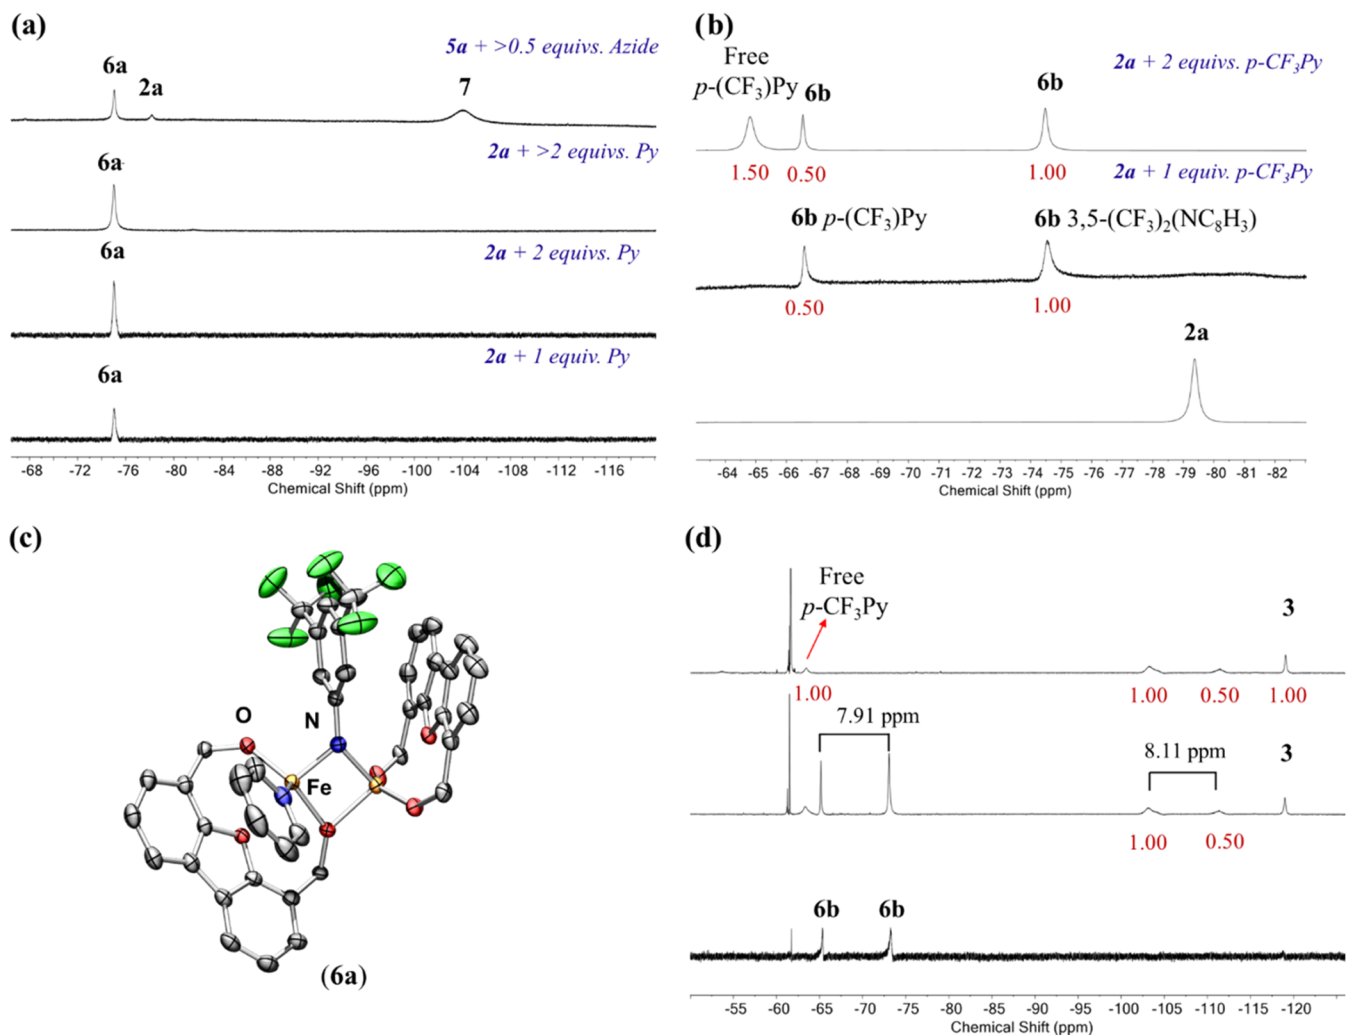 (a)
5a + >0.5 equivs. Azide
6a
2a
7
2a + >2 equivs. Py
6a
2a + 2 equivs. Py
6a
2a + 1 equiv. Py
6a
-68 -72 -76 -80 -84 -88 -92 -96 -100 -104 -108 -112 -116
Chemical Shift (ppm)
(b)
2a + 2 equivs. p-CF₃Py
Free
p-(CF₃)Py 6b
6b
1.50 0.50 1.00
2a + 1 equiv. p-CF₃Py
6b p-(CF₃)Py 6b 3,5-(CF₃)₂(NC₈H₃)
0.50 1.00
2a
-64 -65 -66 -67 -68 -69 -70 -71 -72 -73 -74 -75 -76 -77 -78 -79 -80 -81 -82
Chemical Shift (ppm)
(c)
O
N
Fe
(6a)
(d)
Free
p-CF₃Py
3
1.00 1.00 0.50 1.00
7.91 ppm
8.11 ppm
3
1.00 0.50
6b 6b
-55 -60 -65 -70 -75 -80 -85 -90 -95 -100 -105 -110 -115 -120
Chemical Shift (ppm)